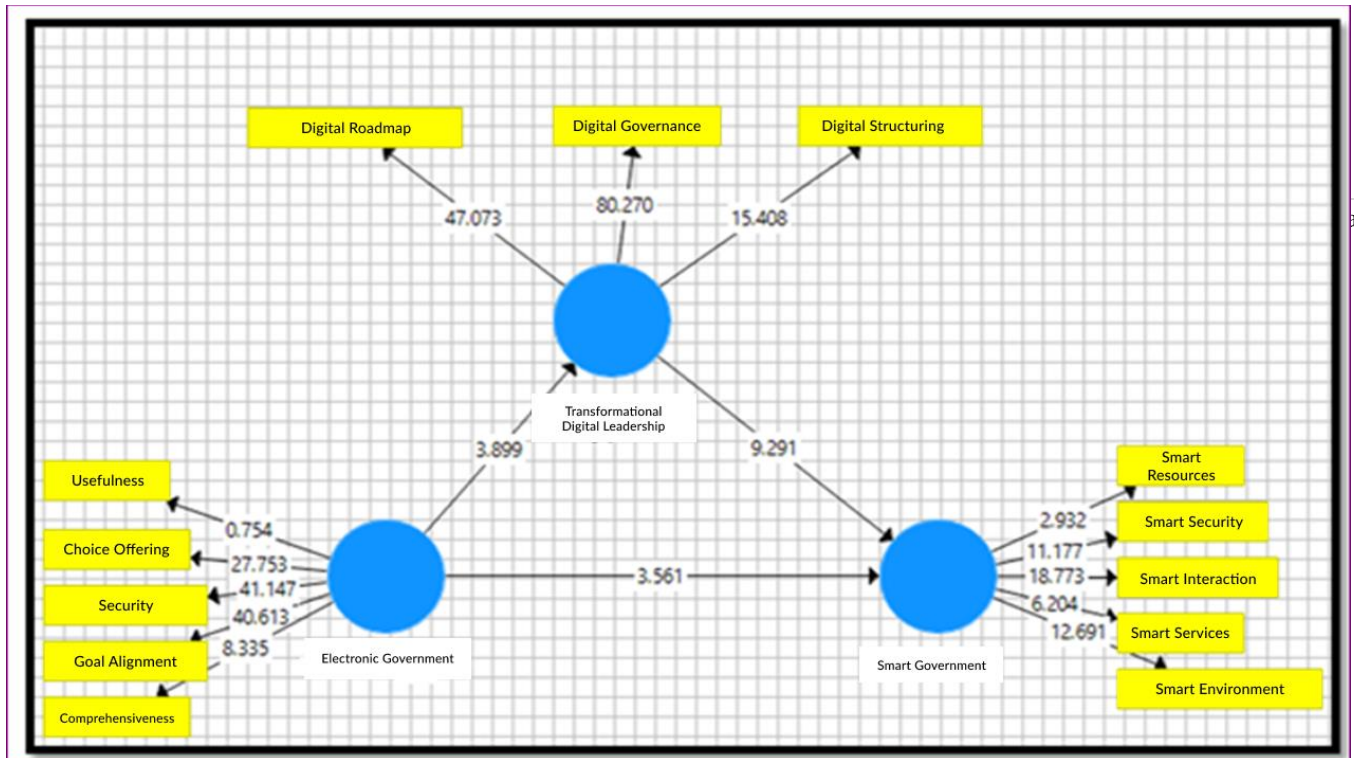 Digital Roadmap
Digital Governance
Digital Structuring
47.073
80.270
15.408
Transformational
Digital Leadership
3.899
9.291
Usefulness
Choice Offering
Security
Goal Alignment
Comprehensiveness
0.754
27.753
41.147
40.613
8.335
Electronic Government
3.561
Smart Government
2.932
11.177
18.773
6.204
12.691
Smart
Resources
Smart Security
Smart Interaction
Smart Services
Smart Environment